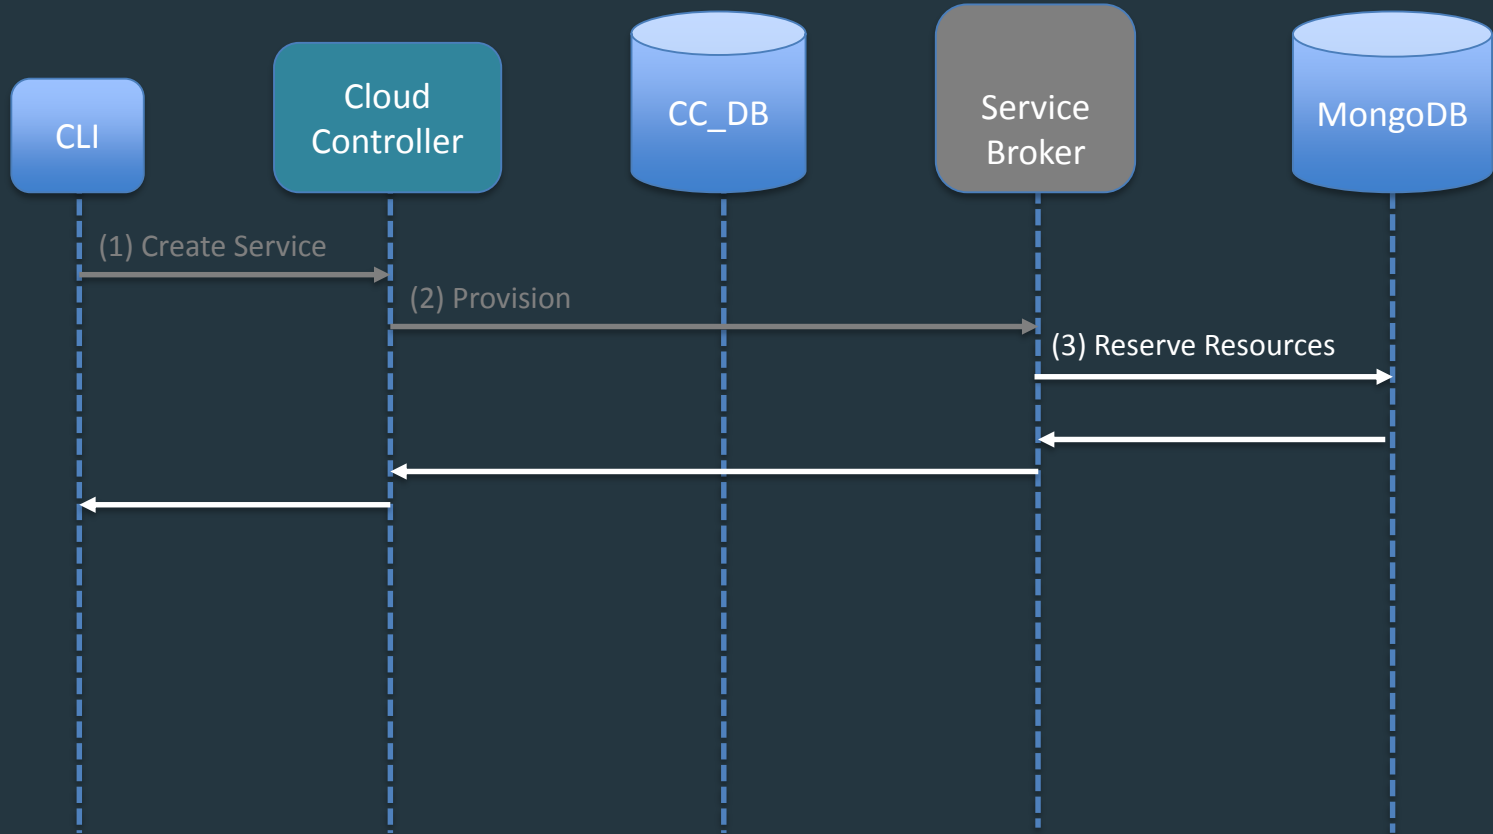 CLI
Cloud
Controller
CC_DB
Service
Broker
MongoDB
(1) Create Service
(2) Provision
(3) Reserve Resources